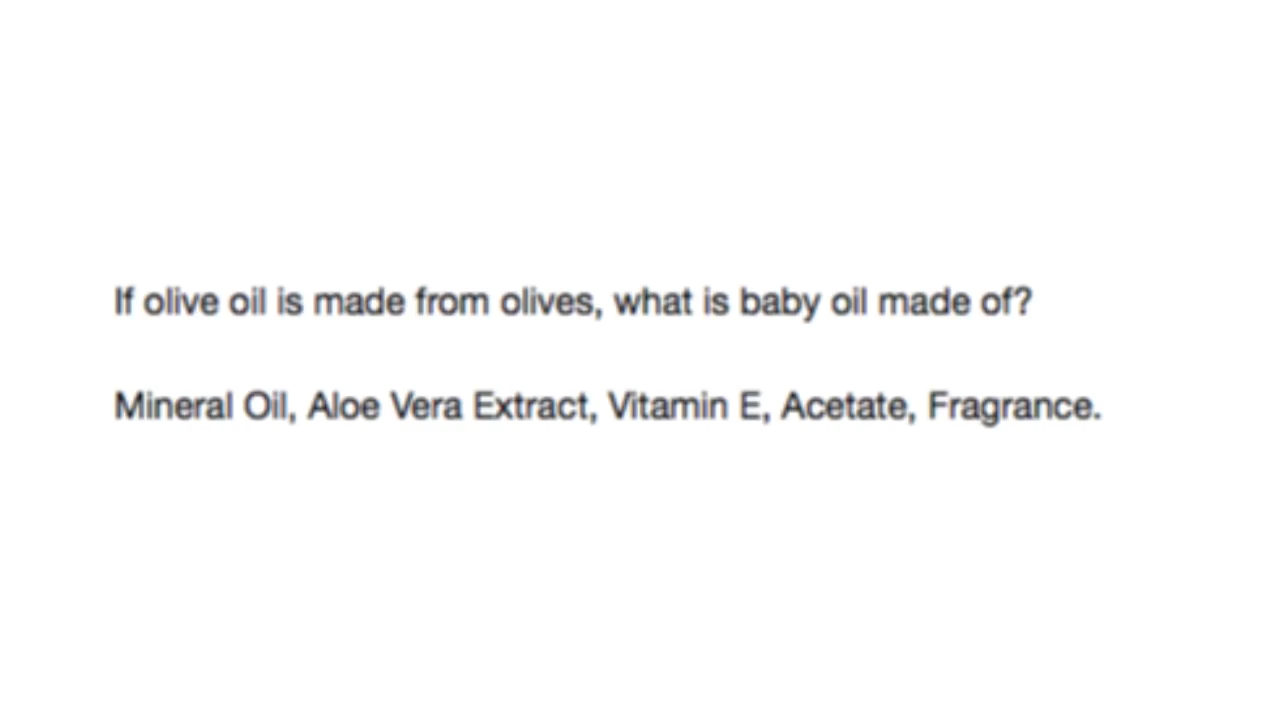 If olive oil is made from olives, what is baby oil made of?
Mineral Oil, Aloe Vera Extract, Vitamin E, Acetate, Fragrance.